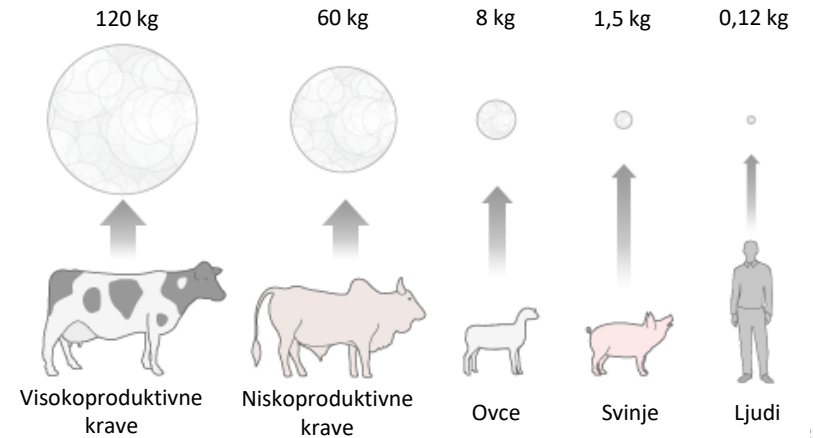 120 kg
60 kg
8 kg
1,5 kg
0,12 kg
Visokoproduktivne
krave
Niskoproduktivne
krave
Ovce
Svinje
Ljudi